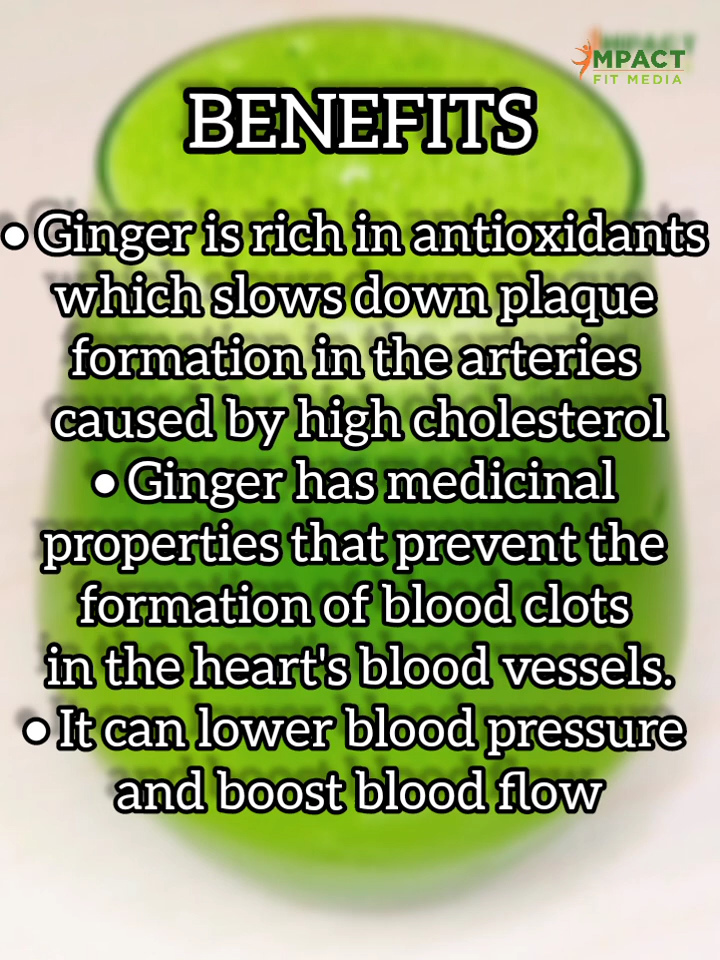 MPACT
FIT MEDIA
BENEFITS
• Ginger is rich in antioxidants
which slows down plaque
formation in the arteries
caused by high cholesterol
• Ginger has medicinal
properties that prevent the
formation of blood clots
in the heart's blood vessels.
• It can lower blood pressure
and boost blood flow